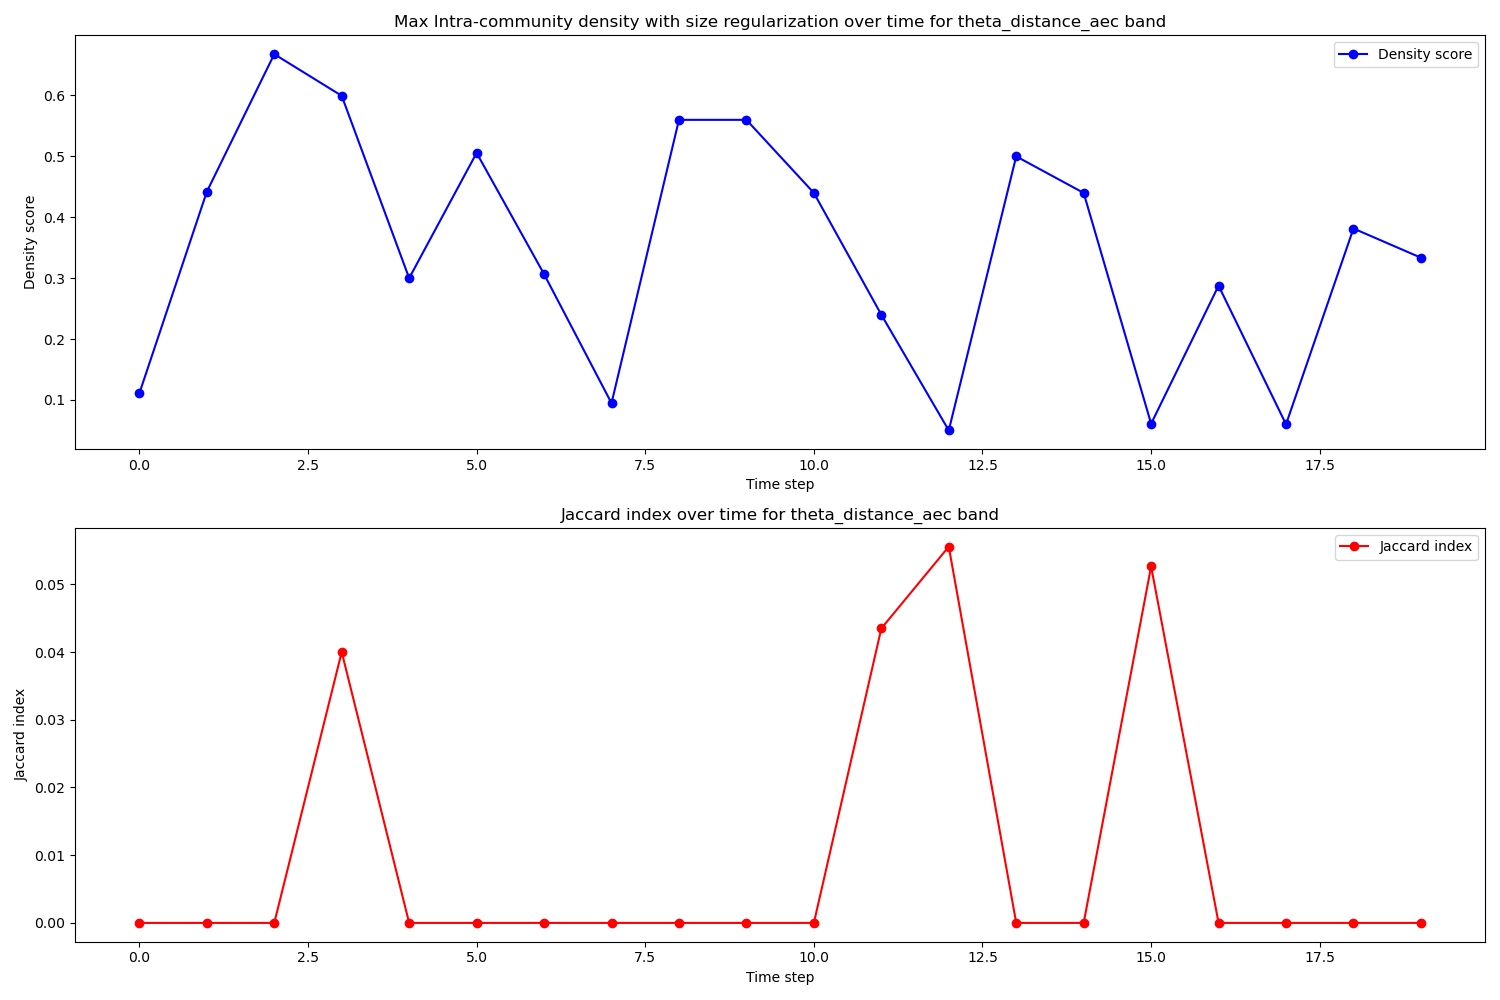 Max Intra-community density with size regularization over time for theta_distance_aec band
Density score
0.6
0.5
0.4
0.3
0.2
0.1
Density score
0.0 2.5 5.0 7.5 10.0 12.5 15.0 17.5
Time step
Jaccard index over time for theta_distance_aec band
Jaccard index
0.05
0.04
0.03
0.02
0.01
0.00
Jaccard index
0.0 2.5 5.0 7.5 10.0 12.5 15.0 17.5
Time step